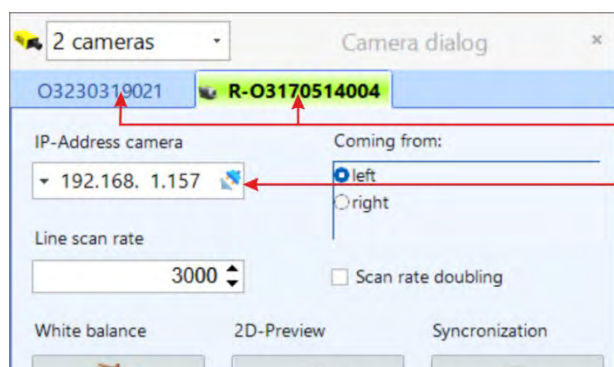 2 cameras
Camera dialog
O3230319021
R-O3170514004
IP-Address camera
Coming from:
192.168. 1.157
left
right
Line scan rate
3000
Scan rate doubling
White balance
2D-Preview
Syncronization